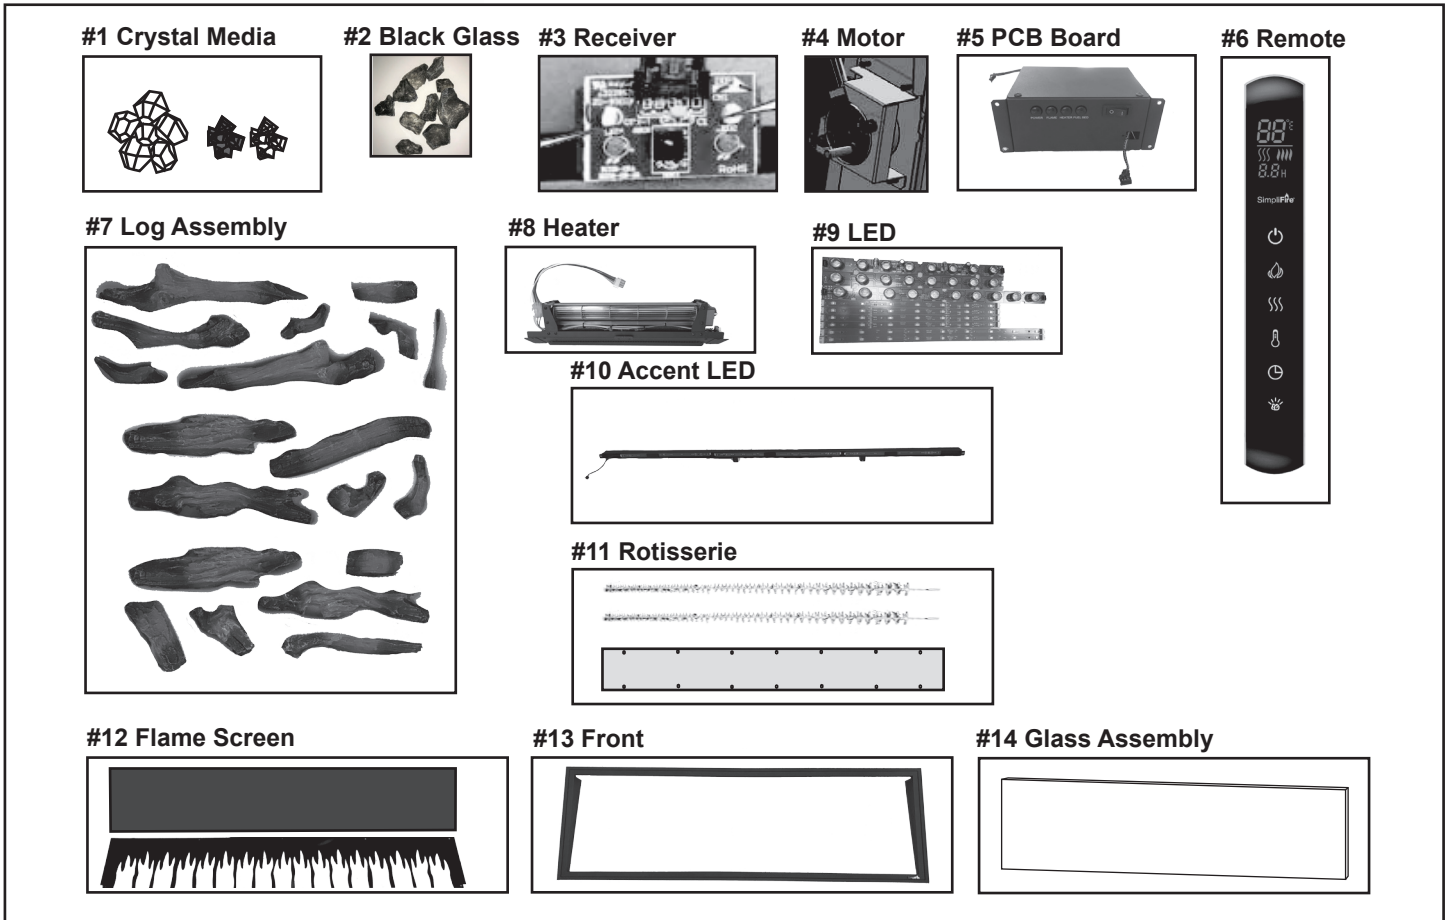 #1 Crystal Media
#2 Black Glass
#3 Receiver
#4 Motor
#5 PCB Board
#6 Remote
RoHS
88°F
8.8H
SimpliFire
#7 Log Assembly
#8 Heater
#9 LED
#10 Accent LED
#11 Rotisserie
#12 Flame Screen
#13 Front
#14 Glass Assembly